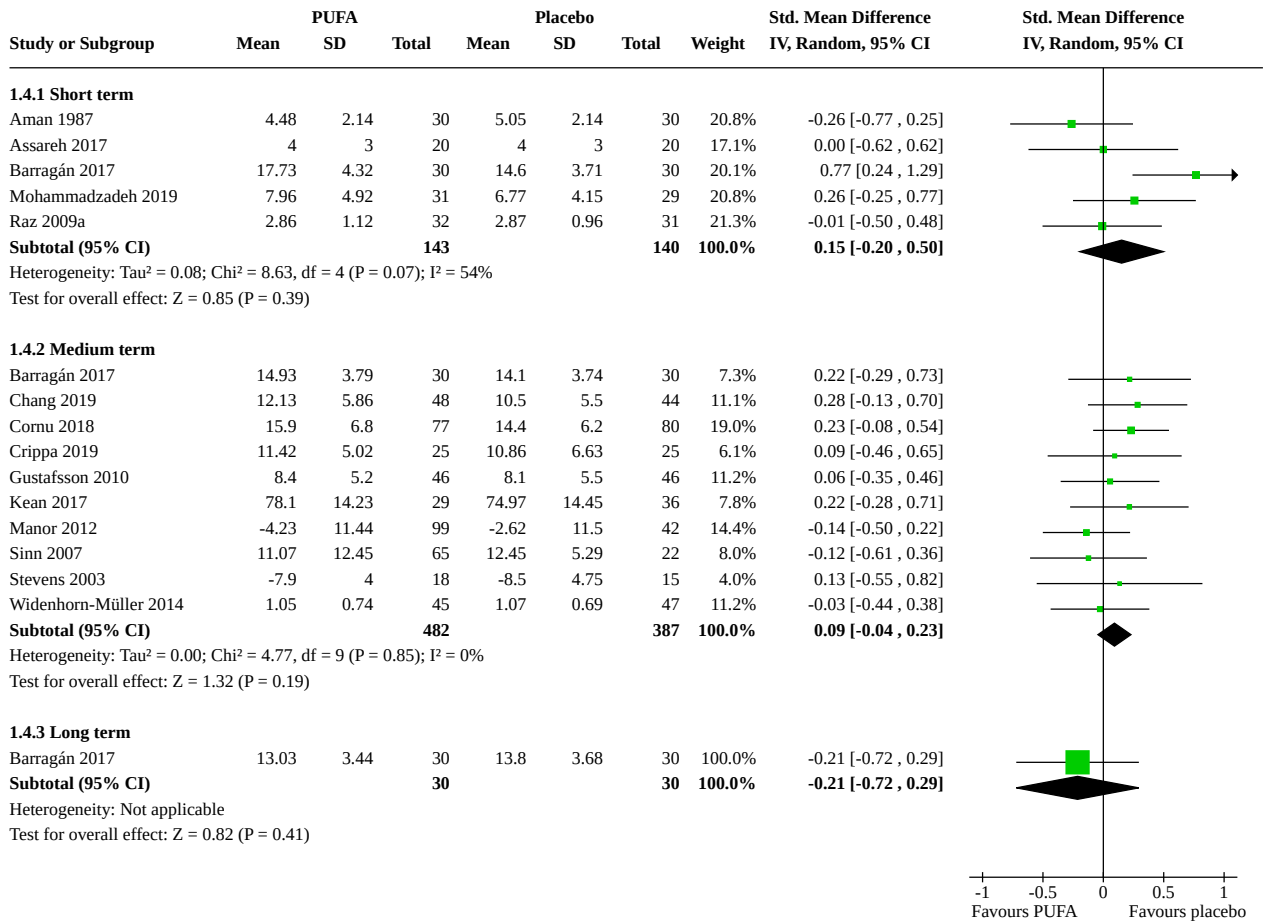 PUFA Placebo Std. Mean Difference Std. Mean Difference
Study or Subgroup Mean SD Total Mean SD Total Weight IV, Random, 95% CI IV, Random, 95% CI
1.4.1 Short term
Aman 1987 4.48 2.14 30 5.05 2.14 30 20.8% -0.26 [-0.77 , 0.25]
Assareh 2017 4 3 20 4 3 20 17.1% 0.00 [-0.62 , 0.62]
Barragán 2017 17.73 4.32 30 14.6 3.71 30 20.1% 0.77 [0.24 , 1.29]
Mohammadzadeh 2019 7.96 4.92 31 6.77 4.15 29 20.8% 0.26 [-0.25 , 0.77]
Raz 2009a 2.86 1.12 32 2.87 0.96 31 21.3% -0.01 [-0.50 , 0.48]
Subtotal (95% CI) 143 140 100.0% 0.15 [-0.20 , 0.50]
Heterogeneity: Tau² = 0.08; Chi² = 8.63, df = 4 (P = 0.07); I² = 54%
Test for overall effect: Z = 0.85 (P = 0.39)
1.4.2 Medium term
Barragán 2017 14.93 3.79 30 14.1 3.74 30 7.3% 0.22 [-0.29 , 0.73]
Chang 2019 12.13 5.86 48 10.5 5.5 44 11.1% 0.28 [-0.13 , 0.70]
Cornu 2018 15.9 6.8 77 14.4 6.2 80 19.0% 0.23 [-0.08 , 0.54]
Crippa 2019 11.42 5.02 25 10.86 6.63 25 6.1% 0.09 [-0.46 , 0.65]
Gustafsson 2010 8.4 5.2 46 8.1 5.5 46 11.2% 0.06 [-0.35 , 0.46]
Kean 2017 78.1 14.23 29 74.97 14.45 36 7.8% 0.22 [-0.28 , 0.71]
Manor 2012 -4.23 11.44 99 -2.62 11.5 42 14.4% -0.14 [-0.50 , 0.22]
Sinn 2007 11.07 12.45 65 12.45 5.29 22 8.0% -0.12 [-0.61 , 0.36]
Stevens 2003 -7.9 4 18 -8.5 4.75 15 4.0% 0.13 [-0.55 , 0.82]
Widenhorn-Müller 2014 1.05 0.74 45 1.07 0.69 47 11.2% -0.03 [-0.44 , 0.38]
Subtotal (95% CI) 482 387 100.0% 0.09 [-0.04 , 0.23]
Heterogeneity: Tau² = 0.00; Chi² = 4.77, df = 9 (P = 0.85); I² = 0%
Test for overall effect: Z = 1.32 (P = 0.19)
1.4.3 Long term
Barragán 2017 13.03 3.44 30 13.8 3.68 30 100.0% -0.21 [-0.72 , 0.29]
Subtotal (95% CI) 30 30 100.0% -0.21 [-0.72 , 0.29]
Heterogeneity: Not applicable
Test for overall effect: Z = 0.82 (P = 0.41)
-1 -0.5 0 0.5 1
Favours PUFA Favours placebo